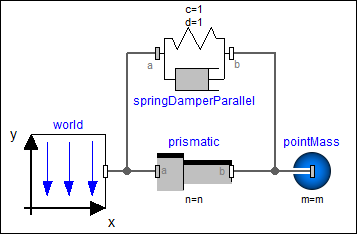 c=1
d=1
a
b
springDamperParallel
world
prismatic
pointMass
y
a
b
x
n=n
m=m